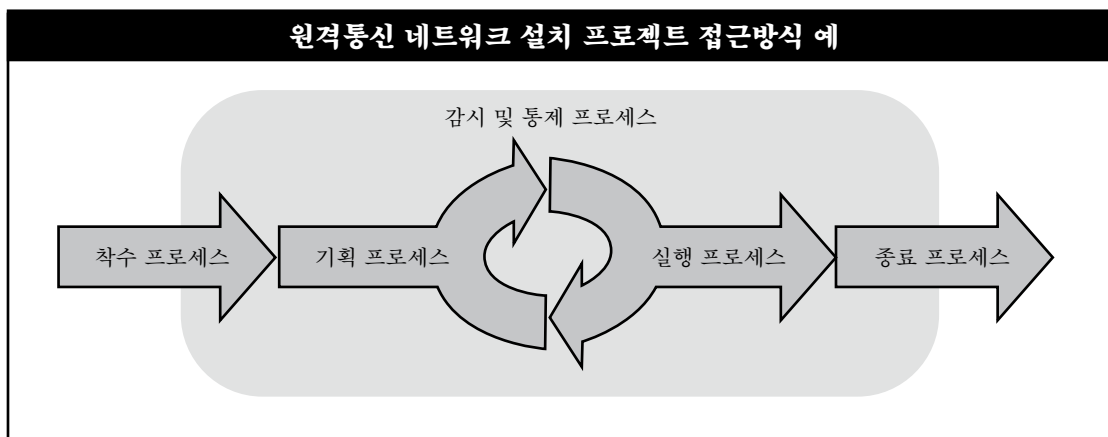 원격통신 네트워크 설치 프로젝트 접근방식 예
감시 및 통제 프로세스
착수 프로세스
기획 프로세스
실행 프로세스
종료 프로세스